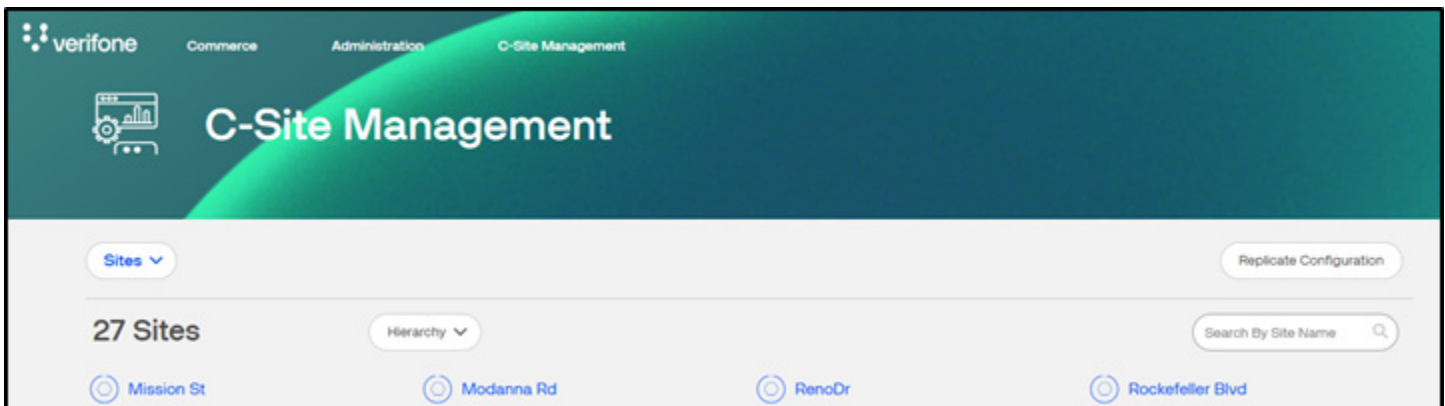 verifone Commerce Administration C-Site Management
C-Site Management
Sites Replicate Configuration
27 Sites Hierarchy Search By Site Name
Mission St Modanna Rd RenoDr Rockefeller Blvd